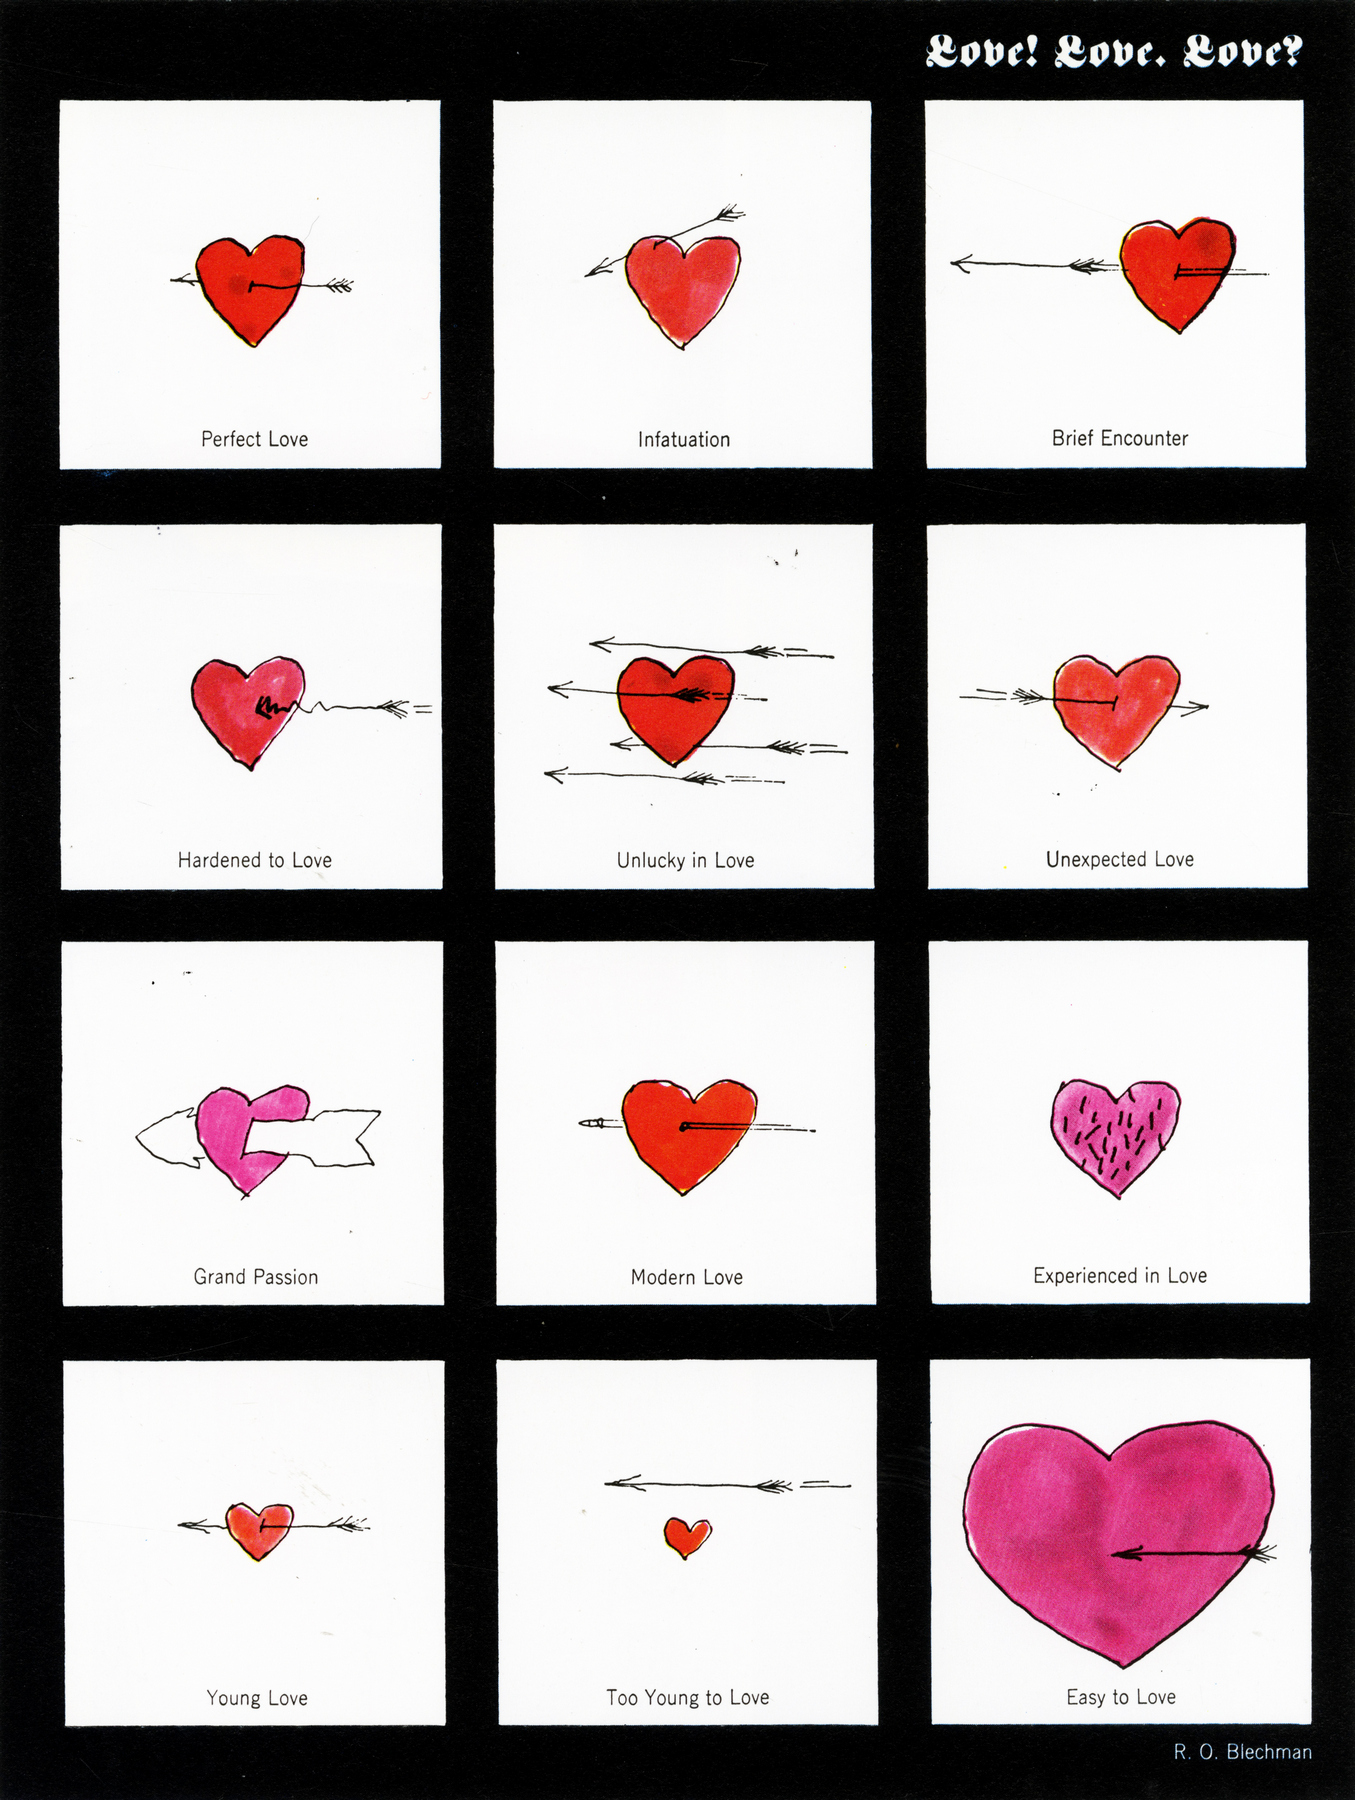 Love! Love. Love?
Perfect Love
Infatuation
Brief Encounter
Hardened to Love
Unlucky in Love
Unexpected Love
Grand Passion
Modern Love
Experienced in Love
Young Love
Too Young to Love
Easy to Love
R. O. Blechman